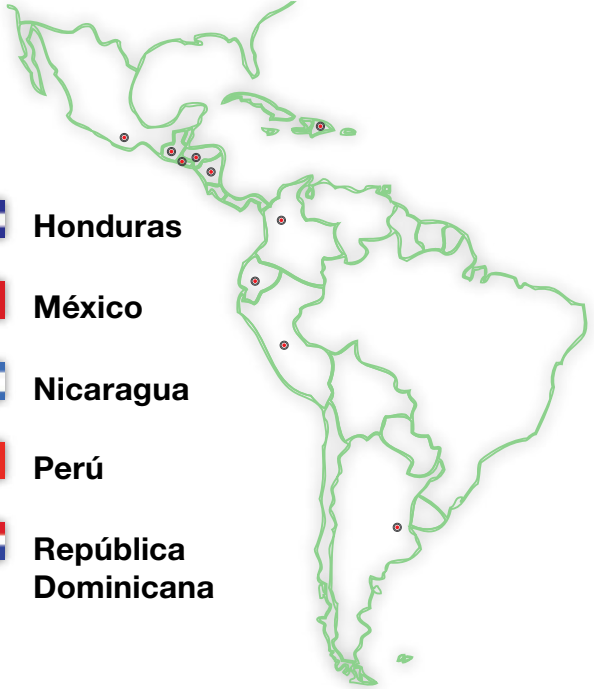 Honduras
México
Nicaragua
Perú
República
Dominicana